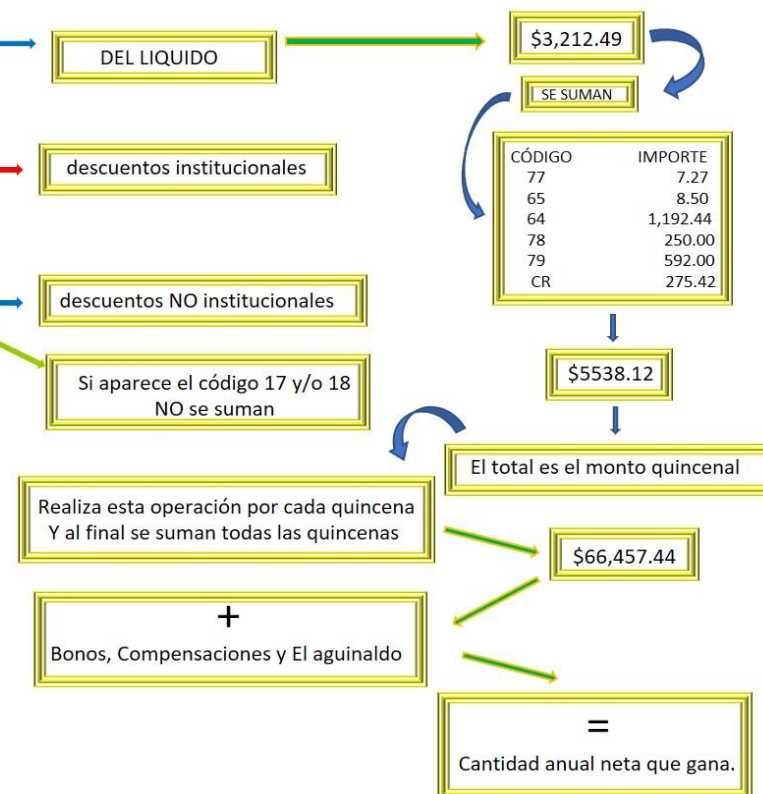 DEL LIQUIDO
$3,212.49
SE SUMAN
descuentos institucionales
CÓDIGO IMPORTE
77 7.27
65 8.50
64 1,192.44
78 250.00
79 592.00
CR 275.42
descuentos NO institucionales
Si aparece el código 17 y/o 18
NO se suman
$5538.12
El total es el monto quincenal
Realiza esta operación por cada quincena
Y al final se suman todas las quincenas
$66,457.44
+
Bonos, Compensaciones y El aguinaldo
=
Cantidad anual neta que gana.